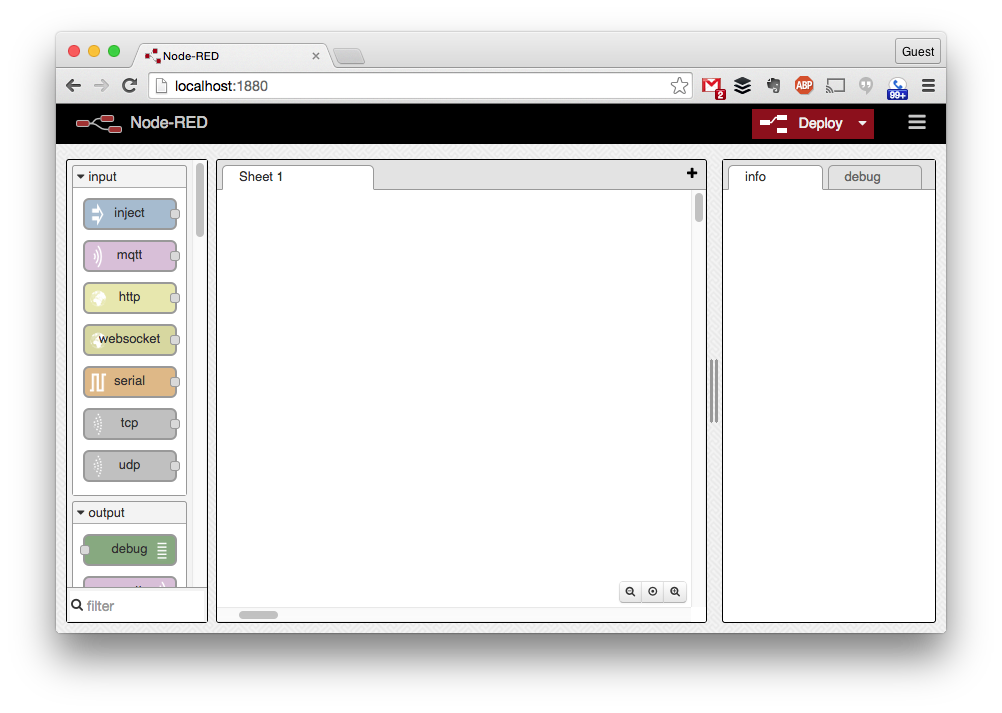 Node-RED
Guest
localhost:1880
2
ABP
99+
Node-RED
Deploy
input
inject
mqtt
http
websocket
serial
tcp
udp
output
debug
filter
Sheet 1
info
debug